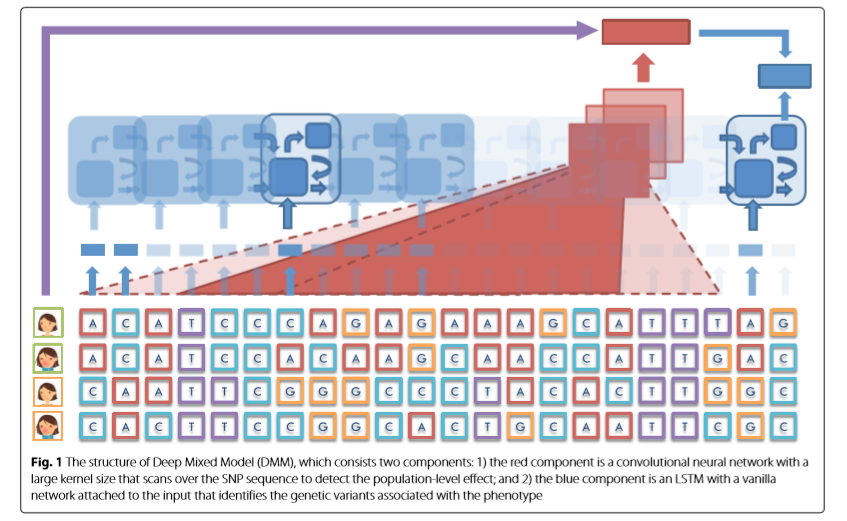 A C A T C C C A G A G A A A G C A T T T A G
A C A T C C A C A A G C A A C C A T T G A C
C A A T T C G G G C C C T A C A C T T G G C
C A C T T C C G G C A C T G C A A T T C G C
Fig. 1 The structure of Deep Mixed Model (DMM), which consists two components: 1) the red component is a convolutional neural network with a
large kernel size that scans over the SNP sequence to detect the population-level effect; and 2) the blue component is an LSTM with a vanilla
network attached to the input that identifies the genetic variants associated with the phenotype